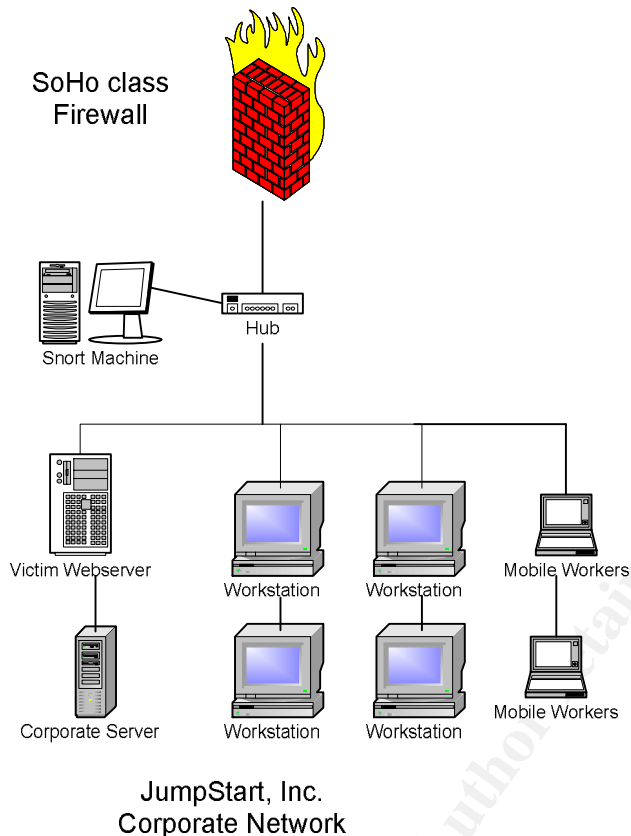 SoHo class
Firewall
Hub
Snort Machine
Victim Webserver
Workstation
Workstation
Mobile Workers
Corporate Server
Workstation
Workstation
Mobile Workers
JumpStart, Inc.
Corporate Network